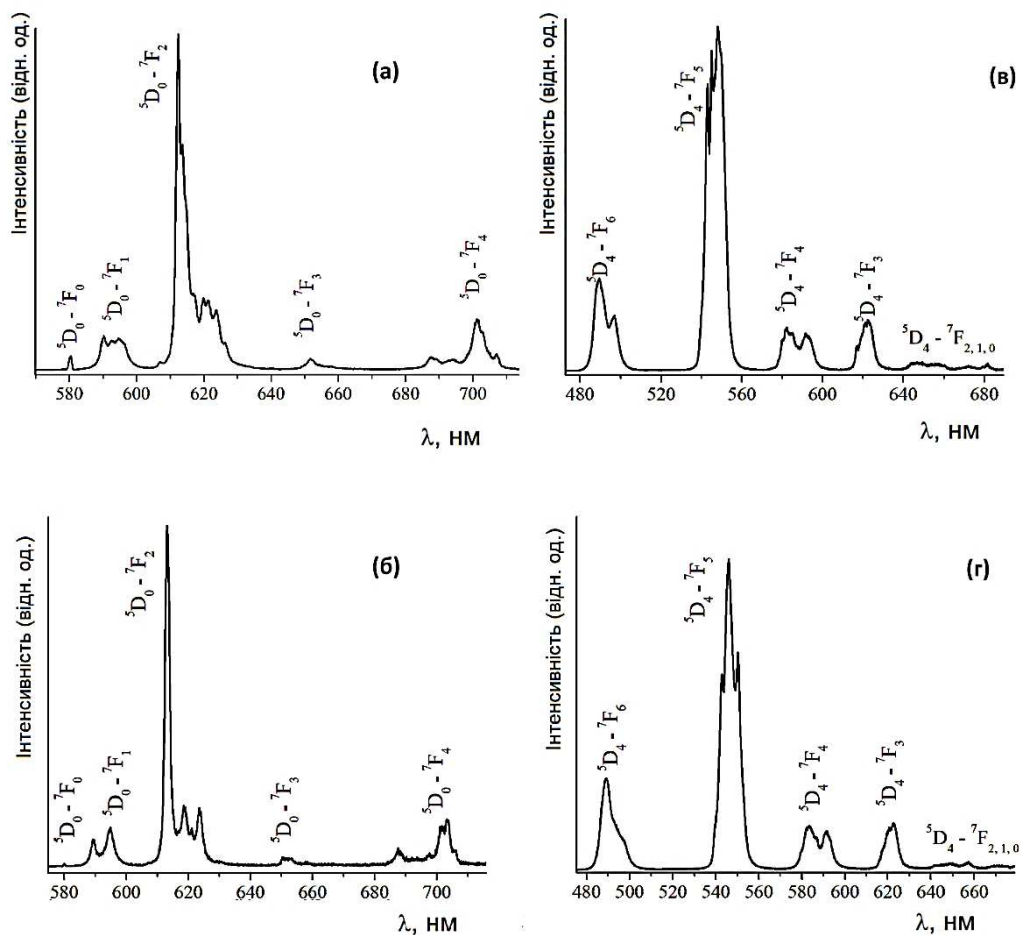 Інтенсивність (відн. од.)
⁵D₀ - ⁷F₀
⁵D₀ - ⁷F₁
⁵D₀ - ⁷F₂
⁵D₀ - ⁷F₃
⁵D₀ - ⁷F₄
(а)
580 600 620 640 660 680 700
λ, нм
Інтенсивність (відн. од.)
⁵D₄ - ⁷F₆
⁵D₄ - ⁷F₅
⁵D₄ - ⁷F₄
⁵D₄ - ⁷F₃
⁵D₄ - ⁷F₂,₁,₀
(в)
480 520 560 600 640 680
λ, нм
Інтенсивність (відн. од.)
⁵D₀ - ⁷F₀
⁵D₀ - ⁷F₁
⁵D₀ - ⁷F₂
⁵D₀ - ⁷F₃
⁵D₀ - ⁷F₄
(б)
580 600 620 640 660 680 700
λ, нм
Інтенсивність (відн. од.)
⁵D₄ - ⁷F₆
⁵D₄ - ⁷F₅
⁵D₄ - ⁷F₄
⁵D₄ - ⁷F₃
⁵D₄ - ⁷F₂,₁,₀
(г)
480 500 520 540 560 580 600 620 640 660
λ, нм